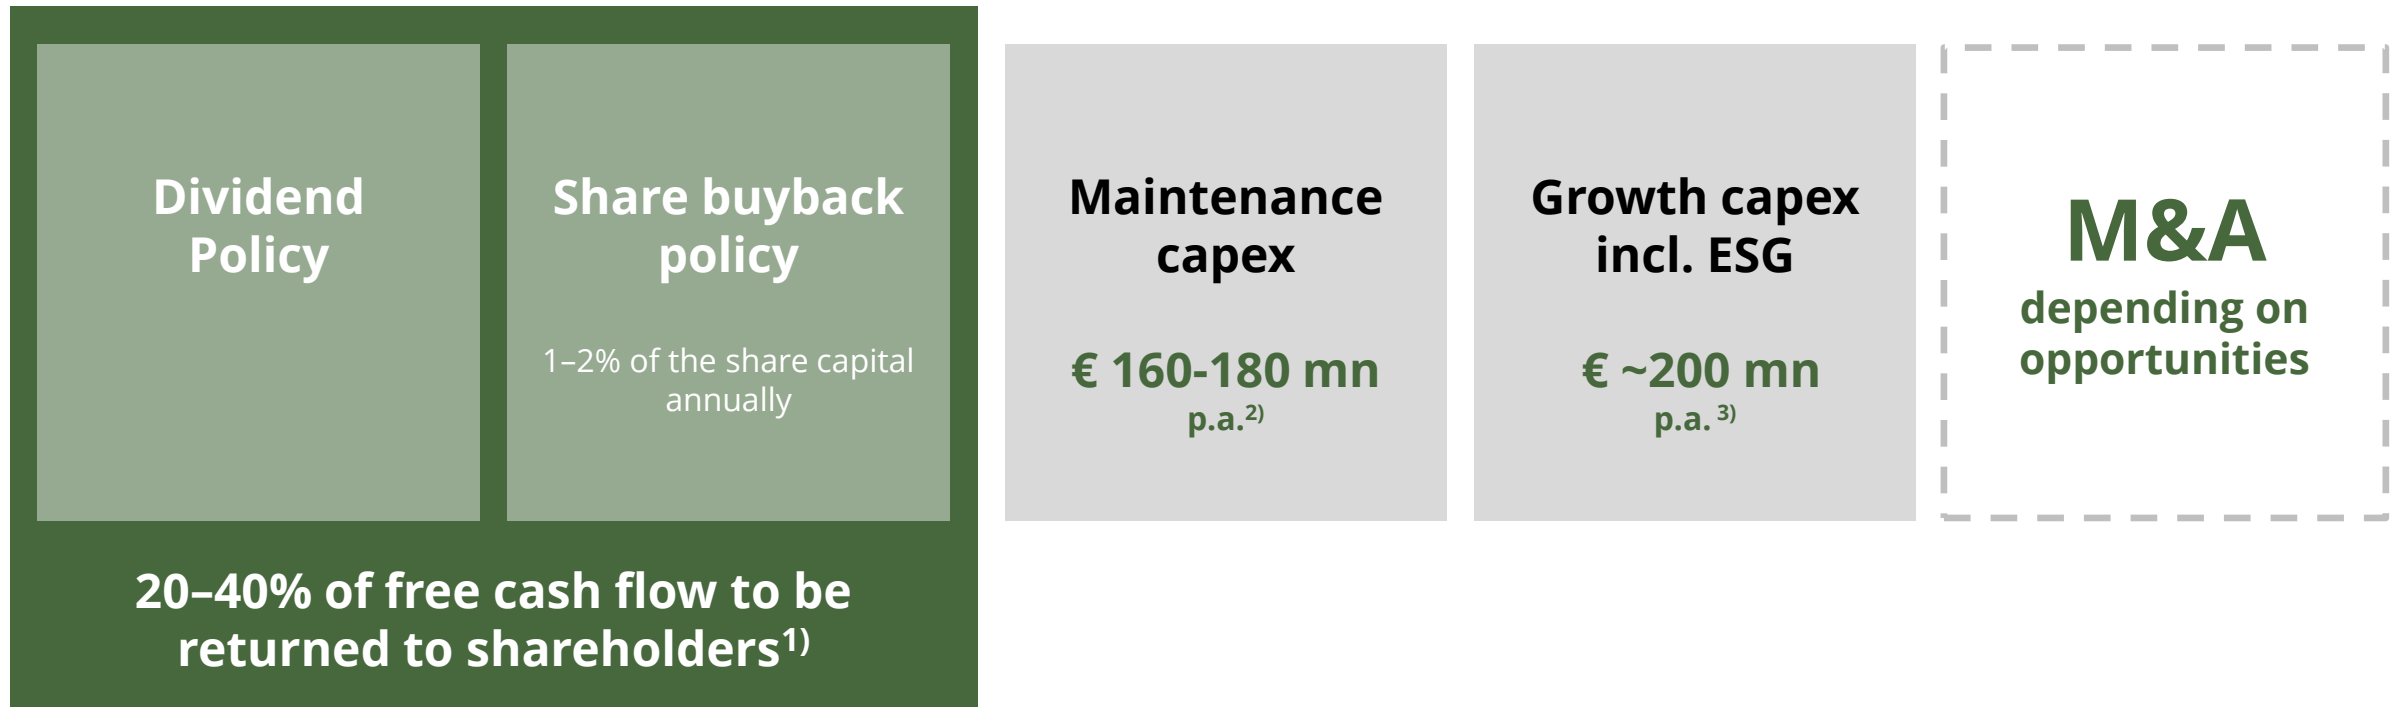 Dividend
Policy
Share buyback
policy
1–2% of the share capital
annually
20–40% of free cash flow to be
returned to shareholders1)
Maintenance
capex
€ 160-180 mn
p.a.2)
Growth capex
incl. ESG
€ ~200 mn
p.a. 3)
M&A
depending on
opportunities